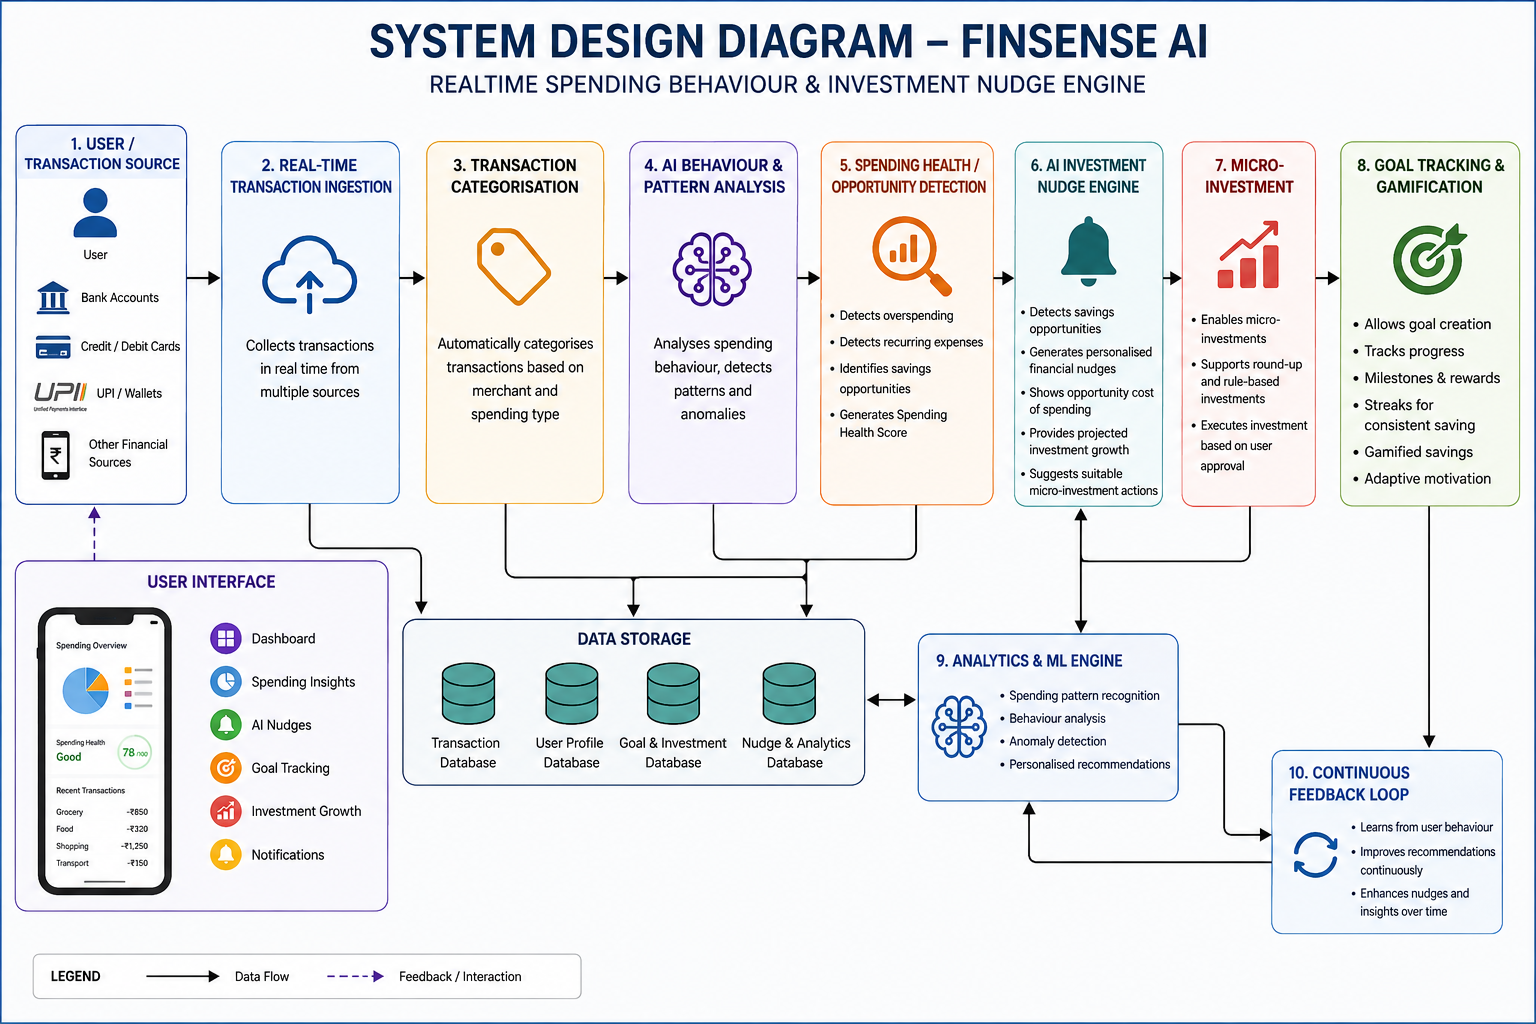 SYSTEM DESIGN DIAGRAM – FINSENSE AI
REALTIME SPENDING BEHAVIOUR & INVESTMENT NUDGE ENGINE
1. USER /
TRANSACTION SOURCE
User
Bank Accounts
Credit / Debit Cards
UPI
Unified Payments Interface
UPI / Wallets
₹
Other Financial
Sources
2. REAL-TIME
TRANSACTION INGESTION
Collects transactions
in real time from
multiple sources
3. TRANSACTION
CATEGORISATION
Automatically categorises
transactions based on
merchant and
spending type
4. AI BEHAVIOUR &
PATTERN ANALYSIS
Analyses spending
behaviour, detects
patterns and
anomalies
5. SPENDING HEALTH /
OPPORTUNITY DETECTION
• Detects overspending
• Detects recurring expenses
• Identifies savings
opportunities
• Generates Spending
Health Score
6. AI INVESTMENT
NUDGE ENGINE
• Detects savings
opportunities
• Generates personalised
financial nudges
• Shows opportunity cost
of spending
• Provides projected
investment growth
• Suggests suitable
micro-investment actions
7. MICRO-
INVESTMENT
• Enables micro-
investments
• Supports round-up
and rule-based
investments
• Executes investment
based on user
approval
8. GOAL TRACKING &
GAMIFICATION
• Allows goal creation
• Tracks progress
• Milestones & rewards
• Streaks for
consistent saving
• Gamified savings
• Adaptive motivation
USER INTERFACE
Spending Overview
Spending Health
Good
78 /100
Recent Transactions
Grocery -₹850
Food -₹320
Shopping -₹1,250
Transport -₹150
Dashboard
Spending Insights
AI Nudges
Goal Tracking
Investment Growth
Notifications
DATA STORAGE
Transaction
Database
User Profile
Database
Goal & Investment
Database
Nudge & Analytics
Database
9. ANALYTICS & ML ENGINE
• Spending pattern recognition
• Behaviour analysis
• Anomaly detection
• Personalised recommendations
10. CONTINUOUS
FEEDBACK LOOP
• Learns from user behaviour
• Improves recommendations
continuously
• Enhances nudges and
insights over time
LEGEND
Data Flow
Feedback / Interaction